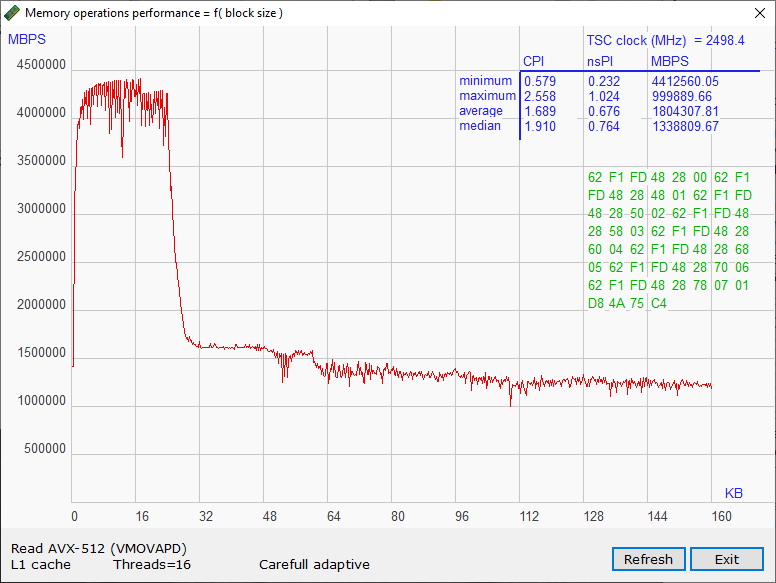 Memory operations performance = f( block size )
MBPS
TSC clock (MHz) = 2498.4
CPI nsPI MBPS
minimum 0.579 0.232 4412560.05
maximum 2.558 1.024 999889.66
average 1.689 0.676 1804307.81
median 1.910 0.764 1338809.67
4500000
4000000
3500000
3000000
2500000
2000000
1500000
1000000
500000
62 F1 FD 48 28 00 62 F1
FD 48 28 48 01 62 F1 FD
48 28 50 02 62 F1 FD 48
28 58 03 62 F1 FD 48 28
60 04 62 F1 FD 48 28 68
05 62 F1 FD 48 28 70 06
62 F1 FD 48 28 78 07 01
D8 4A 75 C4
KB
0 16 32 48 64 80 96 112 128 144 160
Read AVX-512 (VMOVAPD)
L1 cache Threads=16 Carefull adaptive
Refresh Exit